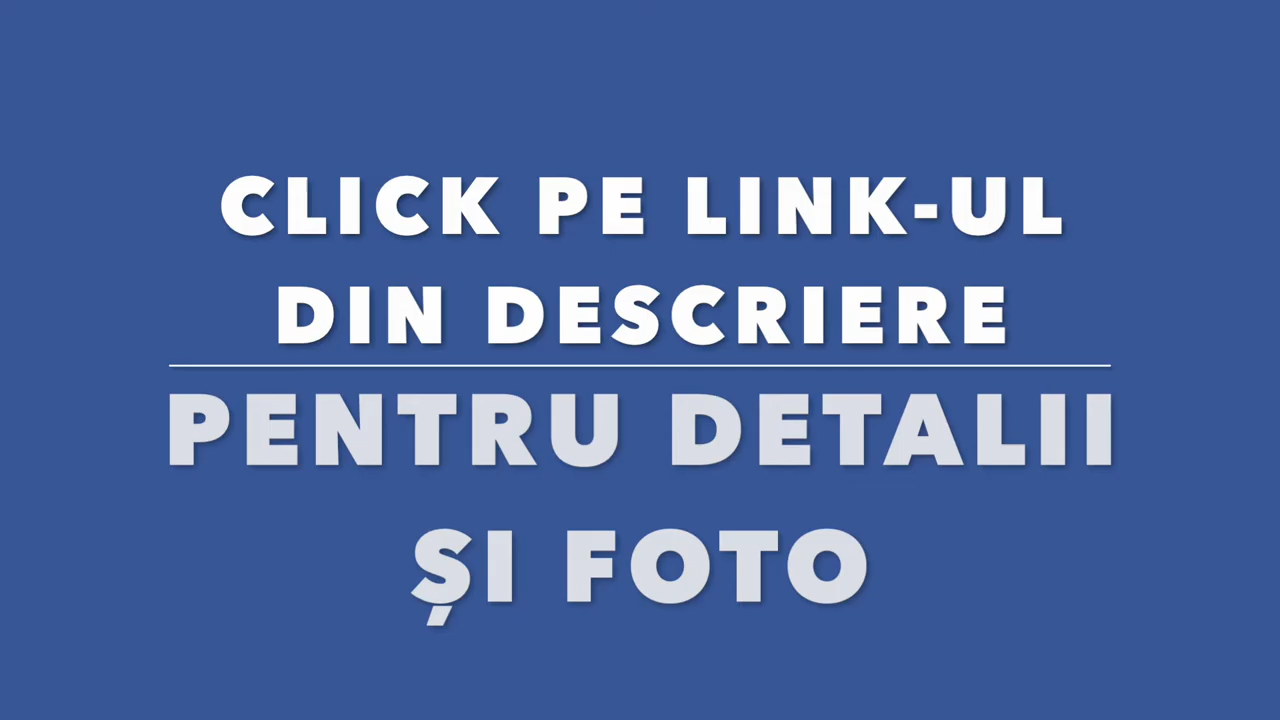 CLICK PE LINK-UL
DIN DESCRIERE
PENTRU DETALII
ȘI FOTO